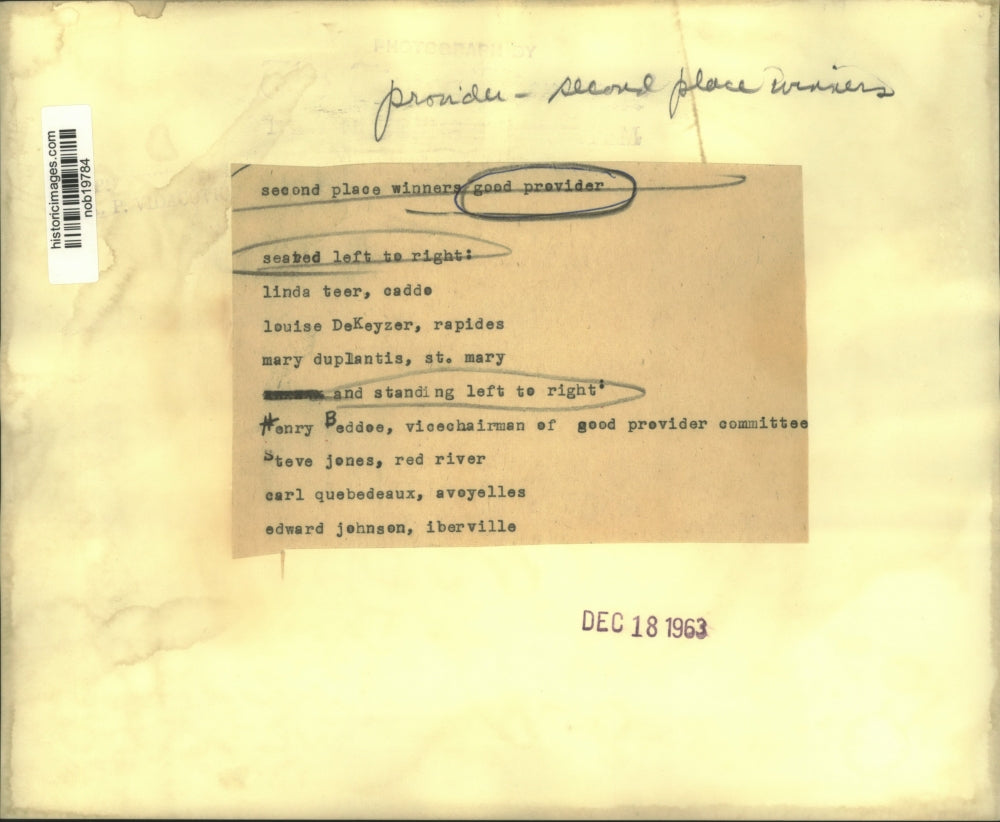 PHOTOGRAPH BY
provider - second place winners
historicimages.com
nob19784
second place winners good provider
seated left to right:
linda teer, caddo
louise DeKeyzer, rapides
mary duplantis, st. mary
and standing left to right:
Henry Beddoe, vicechairman of good provider committee
Steve jones, red river
carl quebedeaux, avoyelles
edward johnson, iberville
DEC 18 1963